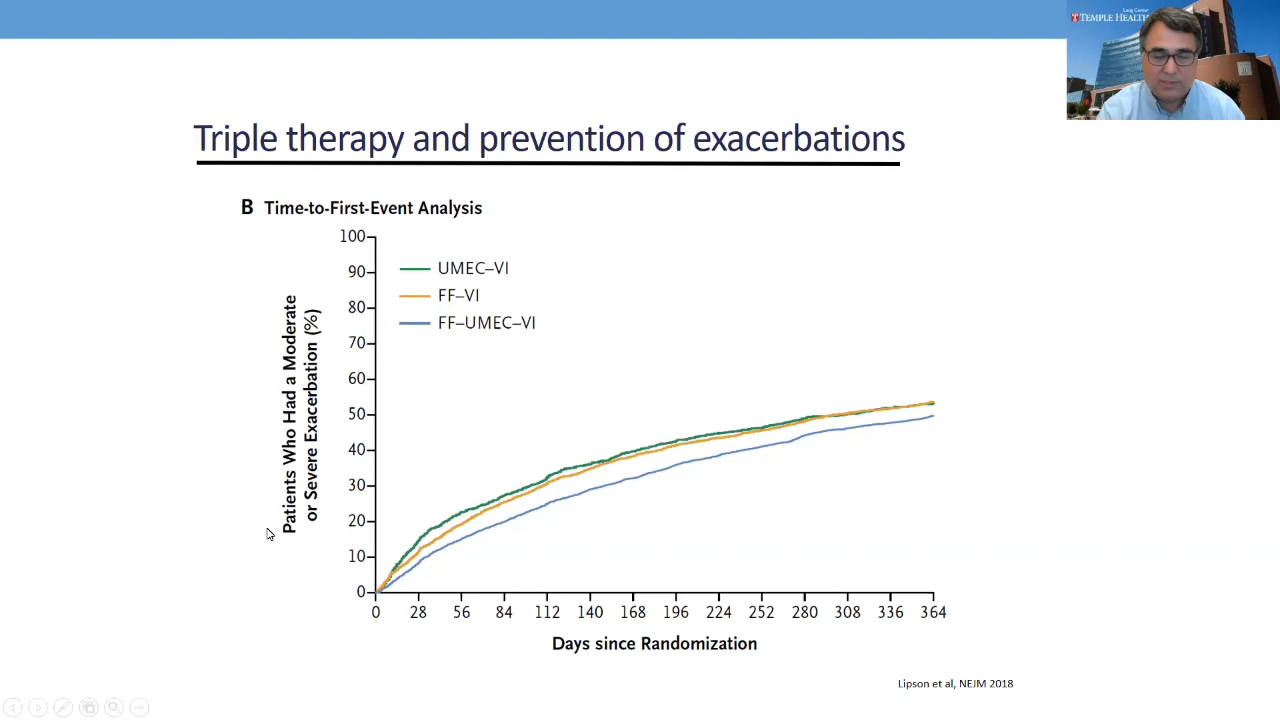 Lung Center
TEMPLE HEALTH
Triple therapy and prevention of exacerbations
B Time-to-First-Event Analysis
Patients Who Had a Moderate
or Severe Exacerbation (%)
100
90
80
70
60
50
40
30
20
10
0
UMEC–VI
FF–VI
FF–UMEC–VI
0 28 56 84 112 140 168 196 224 252 280 308 336 364
Days since Randomization
Lipson et al, NEJM 2018